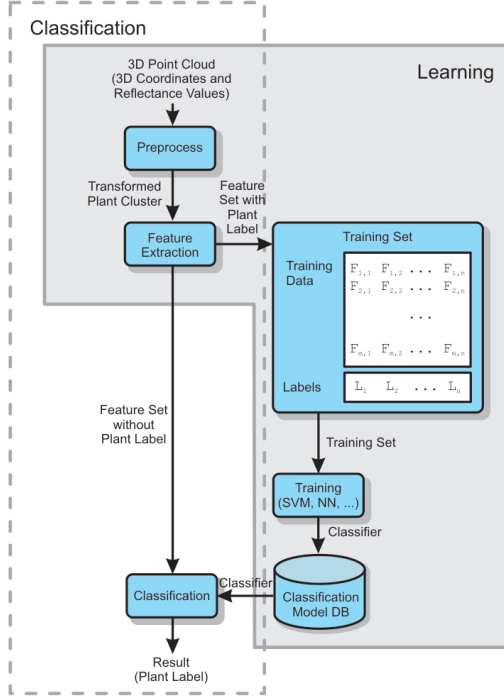 Classification
Learning
3D Point Cloud
(3D Coordinates and
Reflectance Values)
Preprocess
Transformed
Plant Cluster
Feature
Set with
Plant
Label
Feature
Extraction
Training Set
Training
Data
F1,1 F1,2 ... F1,n
F2,1 F2,2 ... F2,n
...
Fm,1 Fm,2 ... Fm,n
Labels
L1 L2 ... Ln
Feature Set
without
Plant Label
Training Set
Training
(SVM, NN, ...)
Classifier
Classification
Model DB
Classifier
Classification
Result
(Plant Label)